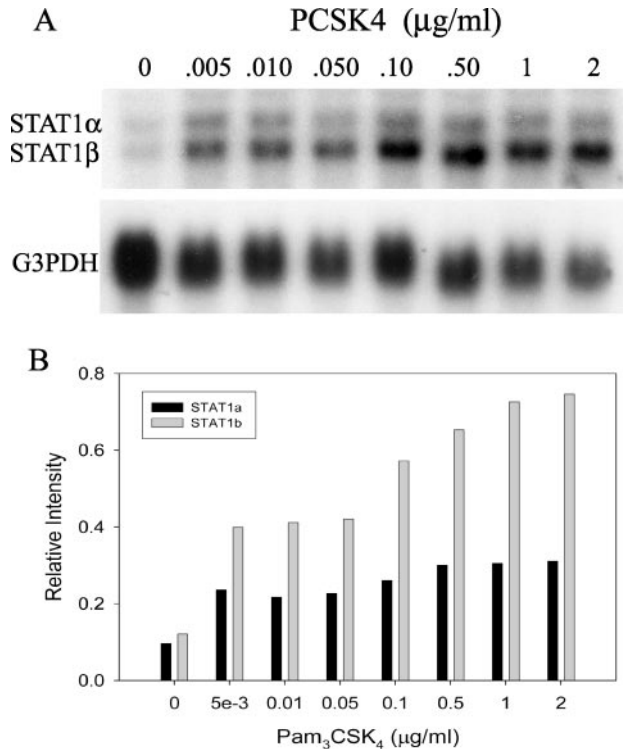 A
PCSK4 (μg/ml)
0 .005 .010 .050 .10 .50 1 2
STAT1α
STAT1β
G3PDH
B
0.8
STAT1a
STAT1b
0.6
0.4
0.2
0.0
Relative Intensity
0 5e-3 0.01 0.05 0.1 0.5 1 2
Pam₃CSK₄ (μg/ml)